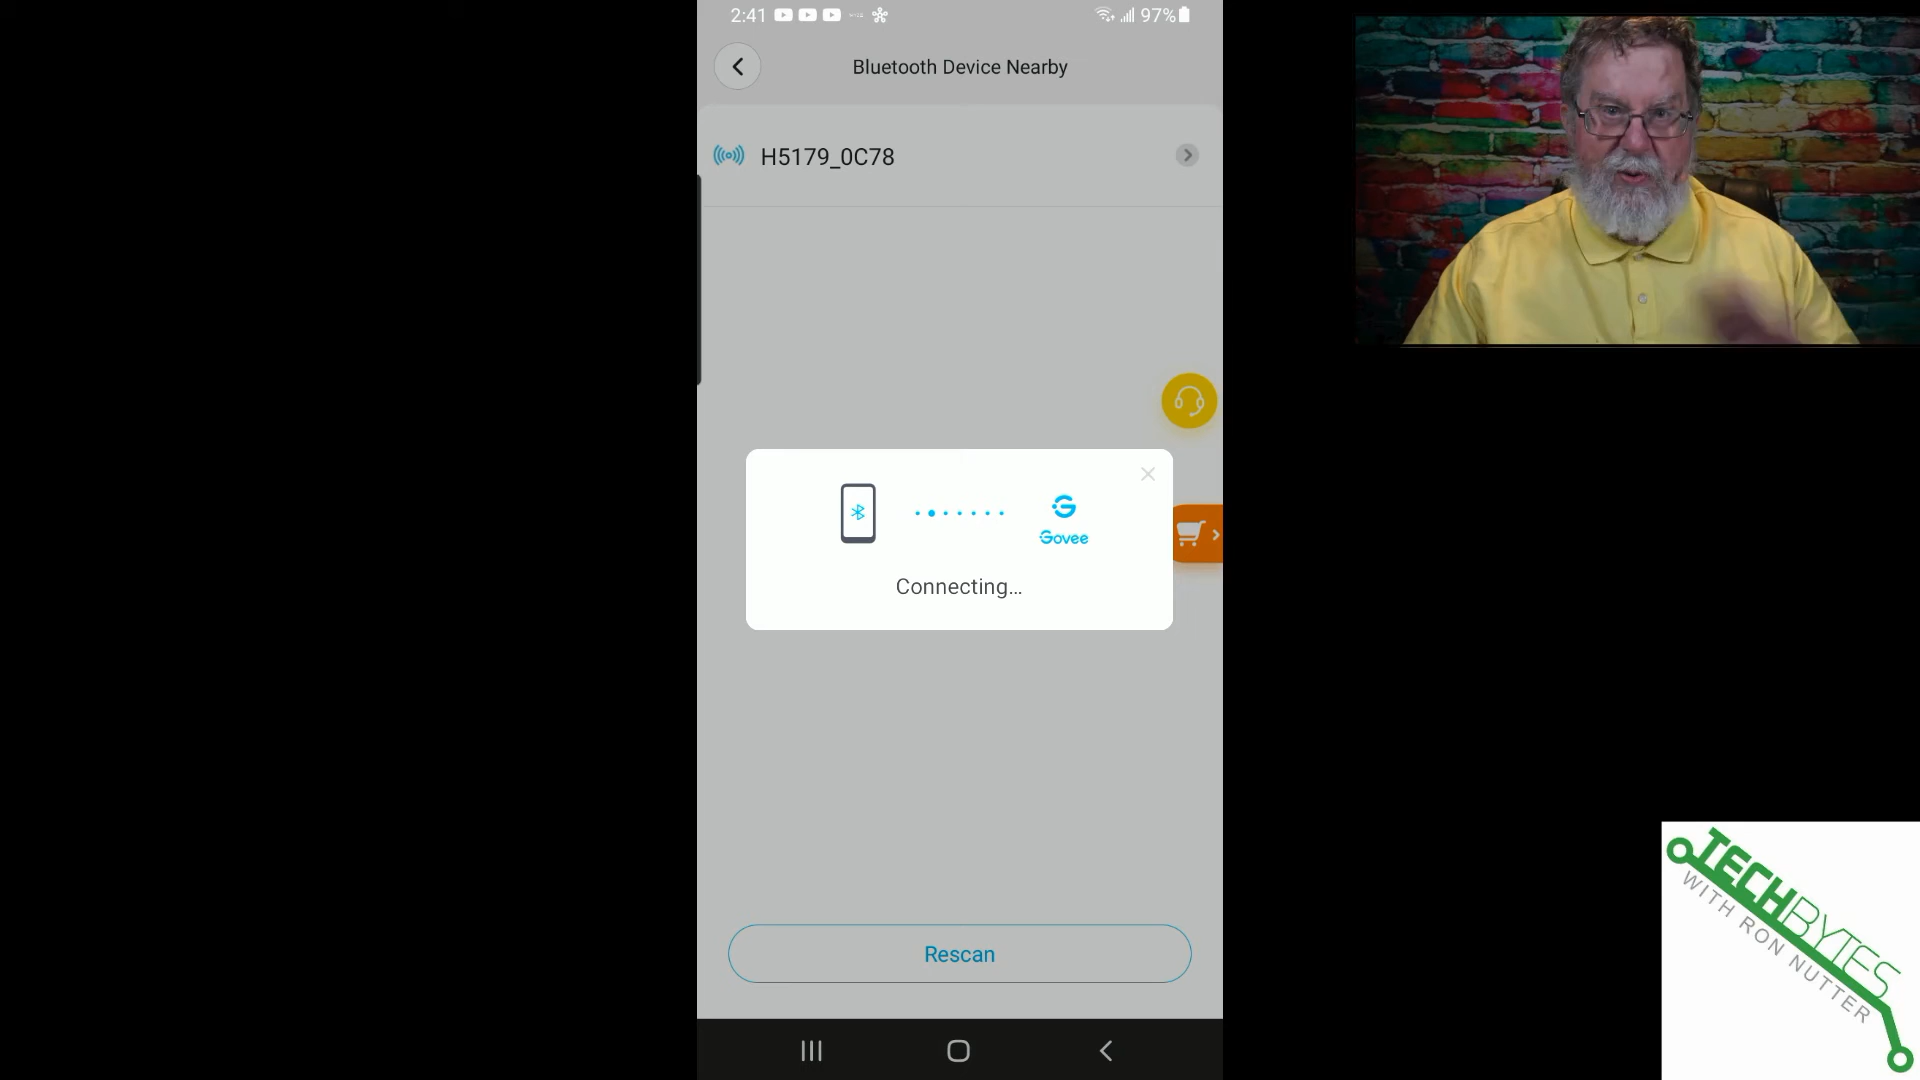 2:41
97%
Bluetooth Device Nearby
H5179_0C78
Govee
Connecting...
Rescan
TECHBYTES
WITH RON NUTTER